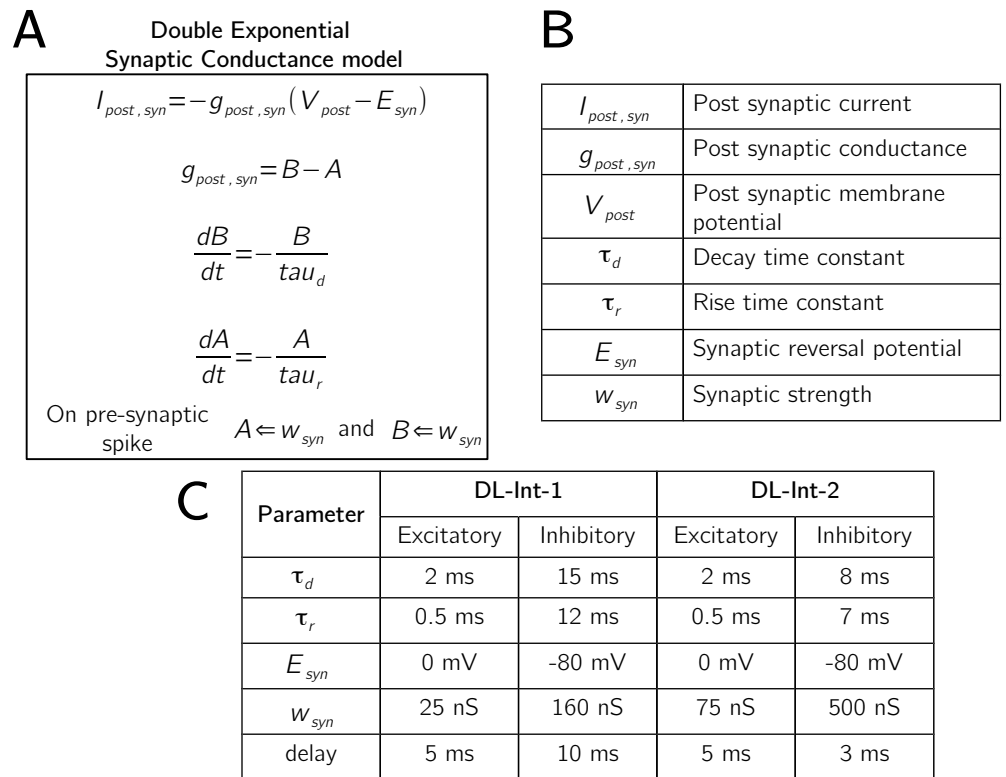 A
Double Exponential
Synaptic Conductance model
I_post,syn = −g_post,syn (V_post − E_syn)
g_post,syn = B − A
dB/dt = − B/tau_d
dA/dt = − A/tau_r
On pre-synaptic
spike A ⇐ w_syn and B ⇐ w_syn
B
I_post,syn Post synaptic current
g_post,syn Post synaptic conductance
V_post Post synaptic membrane
potential
τ_d Decay time constant
τ_r Rise time constant
E_syn Synaptic reversal potential
w_syn Synaptic strength
C
Parameter DL-Int-1 DL-Int-2
Excitatory Inhibitory Excitatory Inhibitory
τ_d 2 ms 15 ms 2 ms 8 ms
τ_r 0.5 ms 12 ms 0.5 ms 7 ms
E_syn 0 mV -80 mV 0 mV -80 mV
w_syn 25 nS 160 nS 75 nS 500 nS
delay 5 ms 10 ms 5 ms 3 ms